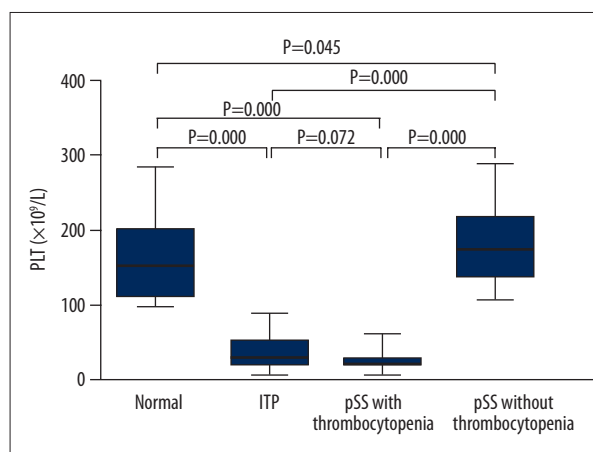 P=0.045
400
P=0.000
P=0.000
P=0.000 P=0.072 P=0.000
300
PLT (×10⁹/L)
200
100
0
Normal ITP pSS with thrombocytopenia pSS without thrombocytopenia